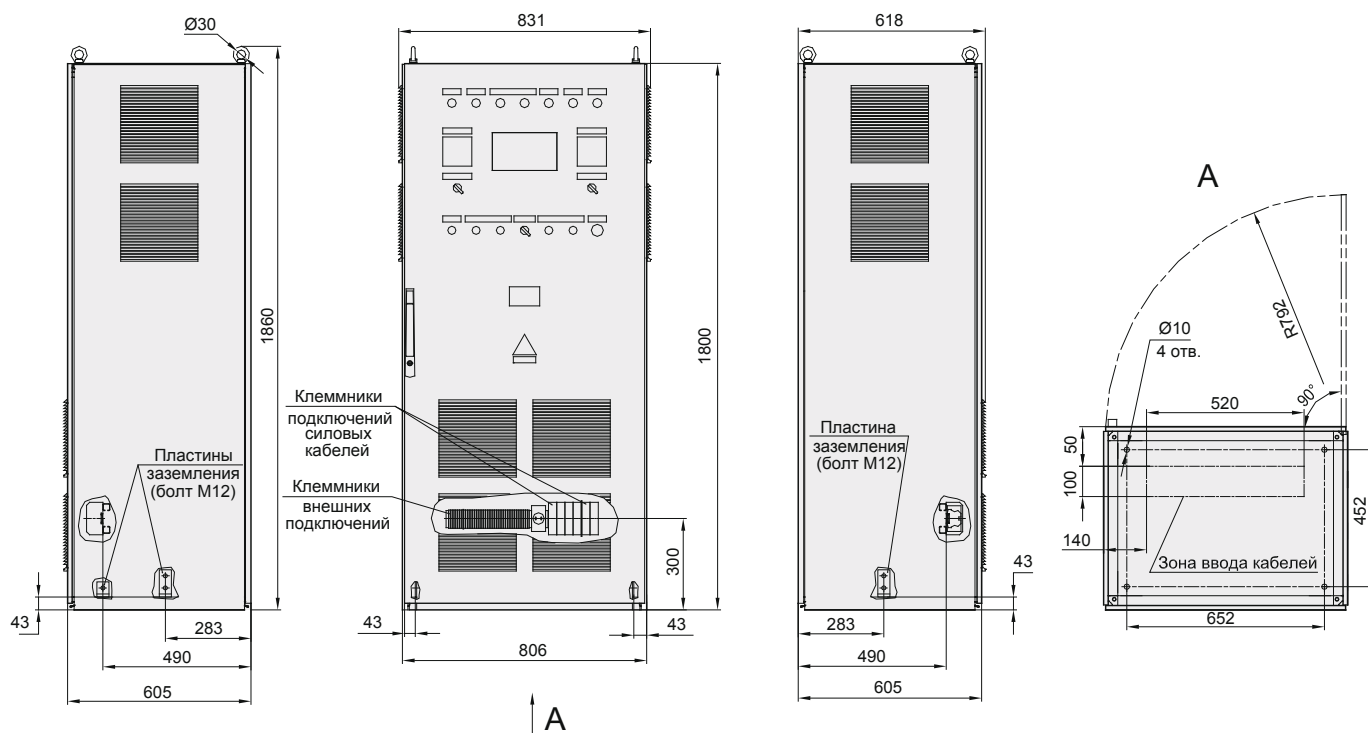 831
618
Ø30
A
1860
1800
R792
Ø10
4 отв.
90°
520
Клеммники
подключений
силовых
кабелей
Пластина
заземления
(болт М12)
50
Пластины
заземления
(болт М12)
Клеммники
внешних
подключений
100
452
140
300
43
Зона ввода кабелей
43
283
43
43
283
652
490
806
490
605
605
A